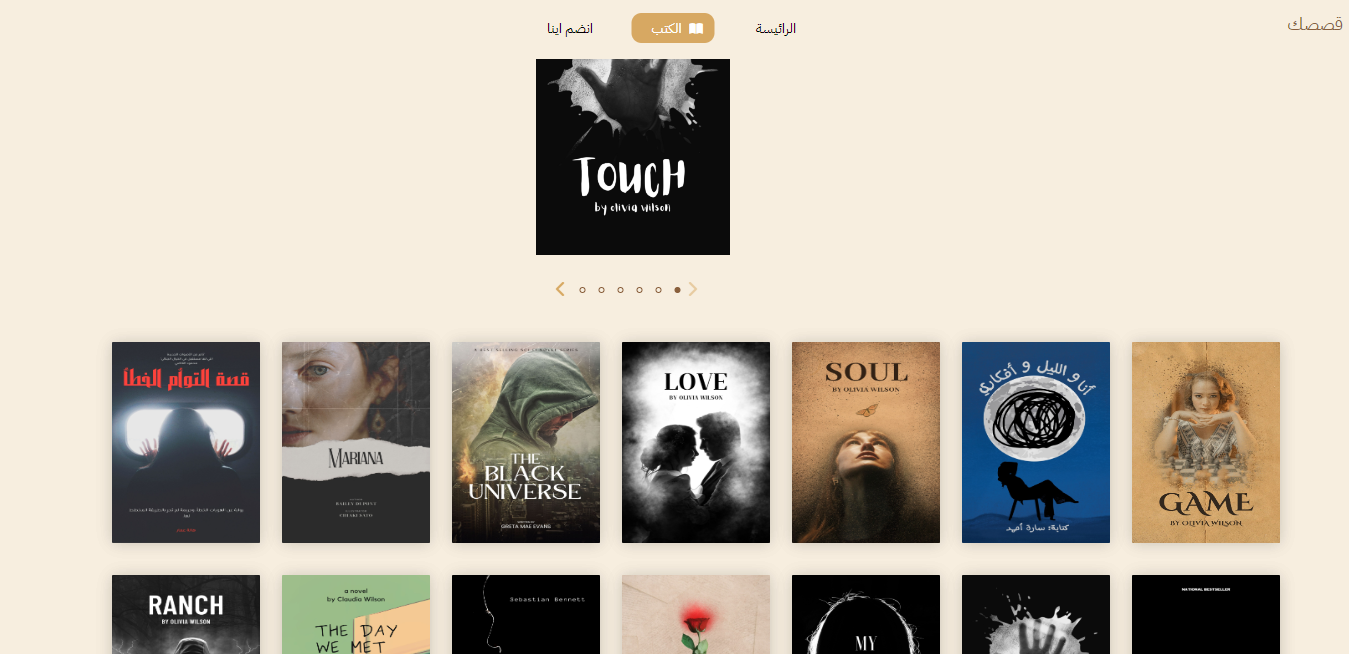 قصصك
الرائيسة
الكتب
انضم اينا
TOUCH
by olivia wilson
قصة التوأم الخطأ
MARIANA
THE
BLACK
UNIVERSE
GRETA MAE EVANS
LOVE
BY OLIVIA WILSON
SOUL
BY OLIVIA WILSON
أنا و الليل و أفكاري
كتابة: سارة أمجد
GAME
BY OLIVIA WILSON
RANCH
BY OLIVIA WILSON
a novel
by Claudia Wilson
THE DAY
WE MET
Sebastian Bennett
MY
NATIONAL BESTSELLER